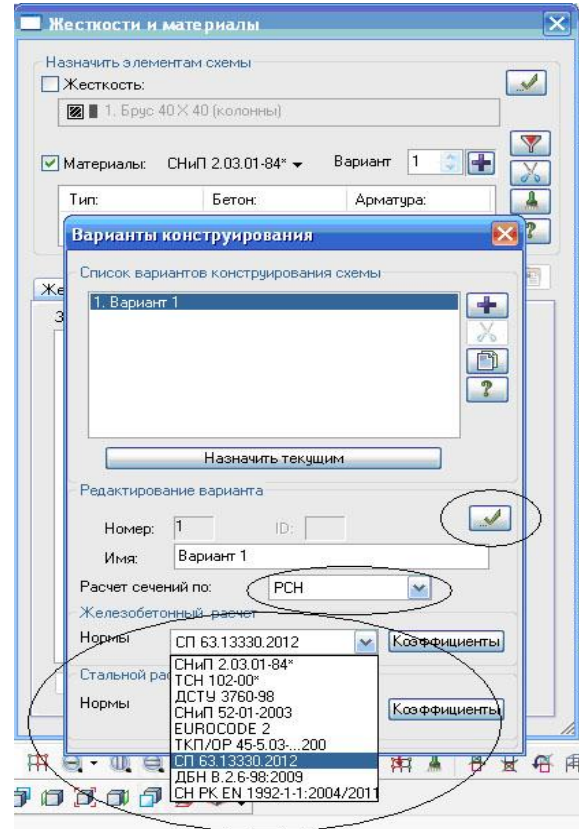 Жесткости и материалы
Назначить элементам схемы
Жесткость:
1. Брус 40 X 40 (колонны)
Материалы: СНиП 2.03.01-84* Вариант 1
Тип: Бетон: Арматура:
Варианты конструирования
Список вариантов конструирования схемы
Же
1. Вариант 1
З
?
?
Назначить текущим
Редактирование варианта
Номер: 1 ID:
Имя: Вариант 1
Расчет сечений по: РСН
Железобетонный расчет
Нормы СП 63.13330.2012 Коэффициенты
СНиП 2.03.01-84*
Стальной рас
ТСН 102-00*
ДСТУ 3760-98
Нормы СНиП 52-01-2003 Коэффициенты
EUROCODE 2
ТКП/ОР 45-5.03-...200
СП 63.13330.2012
ДБН В.2.6-98:2009
СН РК EN 1992-1-1:2004/2011